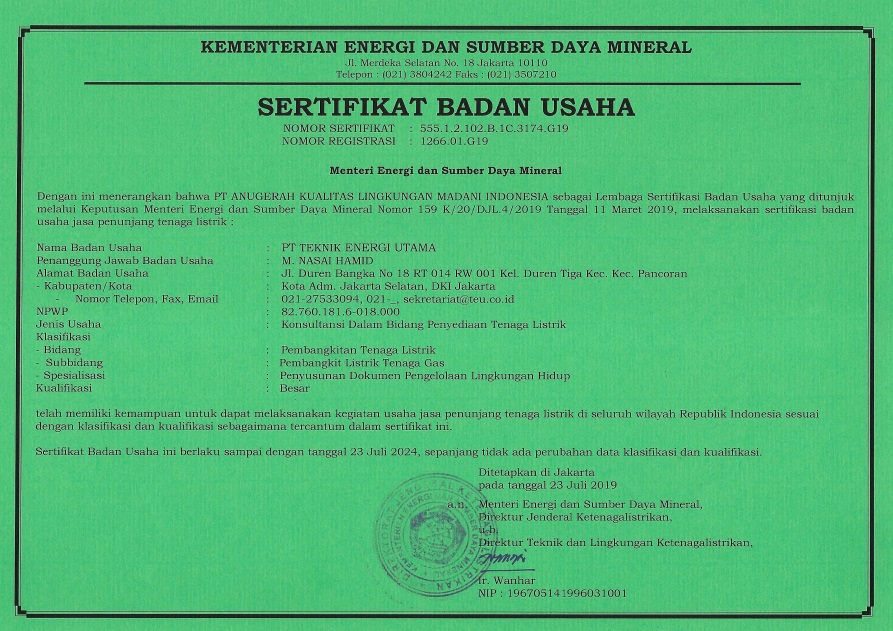 KEMENTERIAN ENERGI DAN SUMBER DAYA MINERAL
Jl. Merdeka Selatan No. 18 Jakarta 10110
Telepon : (021) 3804242 Faks : (021) 3507210
SERTIFIKAT BADAN USAHA
NOMOR SERTIFIKAT : 555.1.2.102.B.1C.3174.G19
NOMOR REGISTRASI : 1266.01.G19
Menteri Energi dan Sumber Daya Mineral
Dengan ini menerangkan bahwa PT ANUGERAH KUALITAS LINGKUNGAN MADANI INDONESIA sebagai Lembaga Sertifikasi Badan Usaha yang ditunjuk
melalui Keputusan Menteri Energi dan Sumber Daya Mineral Nomor 159 K/20/DJL.4/2019 Tanggal 11 Maret 2019, melaksanakan sertifikasi badan
usaha jasa penunjang tenaga listrik :
Nama Badan Usaha : PT TEKNIK ENERGI UTAMA
Penanggung Jawab Badan Usaha : M. NASAI HAMID
Alamat Badan Usaha : Jl. Duren Bangka No 18 RT 014 RW 001 Kel. Duren Tiga Kec. Kec. Pancoran
- Kabupaten/Kota : Kota Adm. Jakarta Selatan, DKI Jakarta
- Nomor Telepon, Fax, Email : 021-27533094, 021-_, sekretariat@teu.co.id
NPWP : 82.760.181.6-018.000
Jenis Usaha : Konsultansi Dalam Bidang Penyediaan Tenaga Listrik
Klasifikasi
- Bidang : Pembangkitan Tenaga Listrik
- Subbidang : Pembangkit Listrik Tenaga Gas
- Spesialisasi : Penyusunan Dokumen Pengelolaan Lingkungan Hidup
Kualifikasi : Besar
telah memiliki kemampuan untuk dapat melaksanakan kegiatan usaha jasa penunjang tenaga listrik di seluruh wilayah Republik Indonesia sesuai
dengan klasifikasi dan kualifikasi sebagaimana tercantum dalam sertifikat ini.
Sertifikat Badan Usaha ini berlaku sampai dengan tanggal 23 Juli 2024, sepanjang tidak ada perubahan data klasifikasi dan kualifikasi.
Ditetapkan di Jakarta
pada tanggal 23 Juli 2019
a.n. Menteri Energi dan Sumber Daya Mineral,
Direktur Jenderal Ketenagalistrikan,
u.b.
Direktur Teknik dan Lingkungan Ketenagalistrikan,
Ir. Wanhar
NIP : 196705141996031001